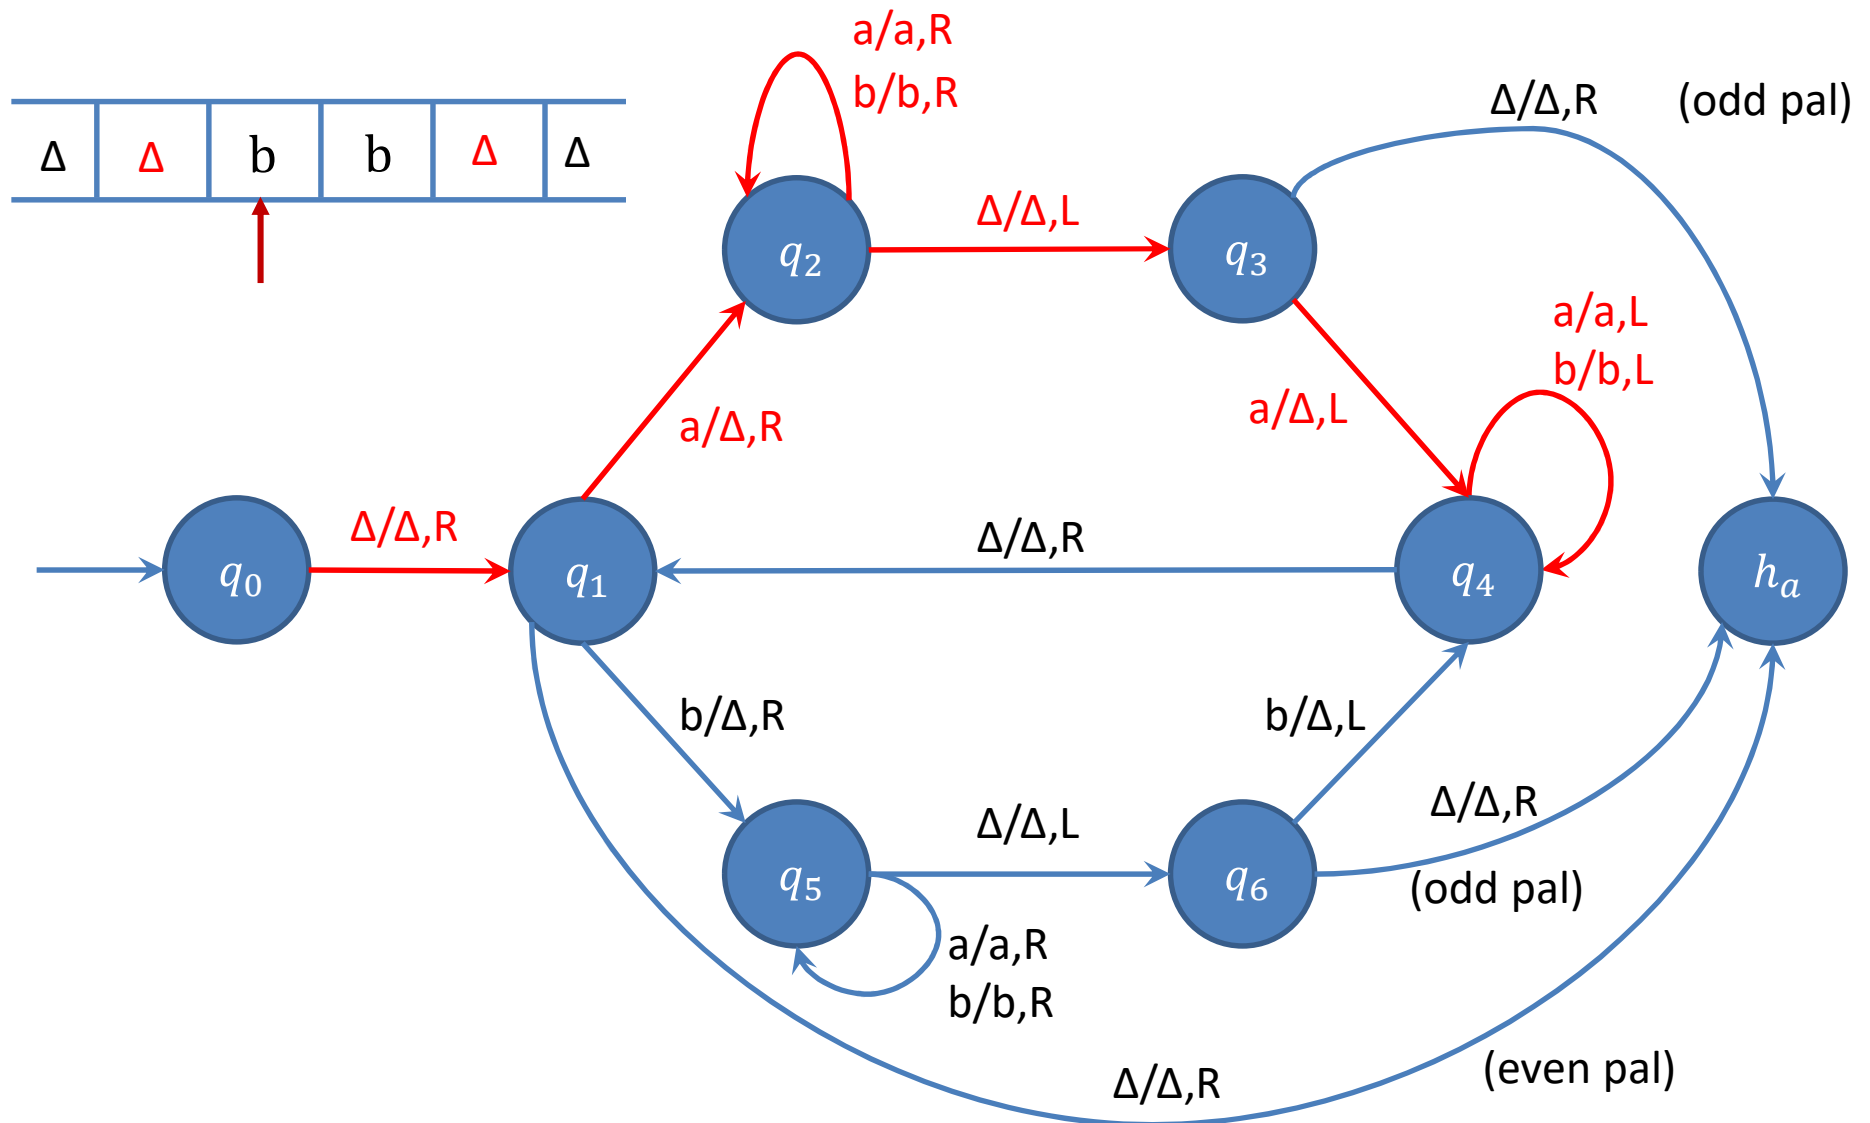 a/a,R
b/b,R
Δ/Δ,R (odd pal)
Δ Δ b b Δ Δ
Δ/Δ,L
q₂ q₃
a/a,L
b/b,L
a/Δ,R a/Δ,L
Δ/Δ,R Δ/Δ,R
q₀ q₁ q₄ hₐ
b/Δ,R b/Δ,L
Δ/Δ,L Δ/Δ,R
q₅ q₆ (odd pal)
a/a,R
b/b,R
(even pal)
Δ/Δ,R